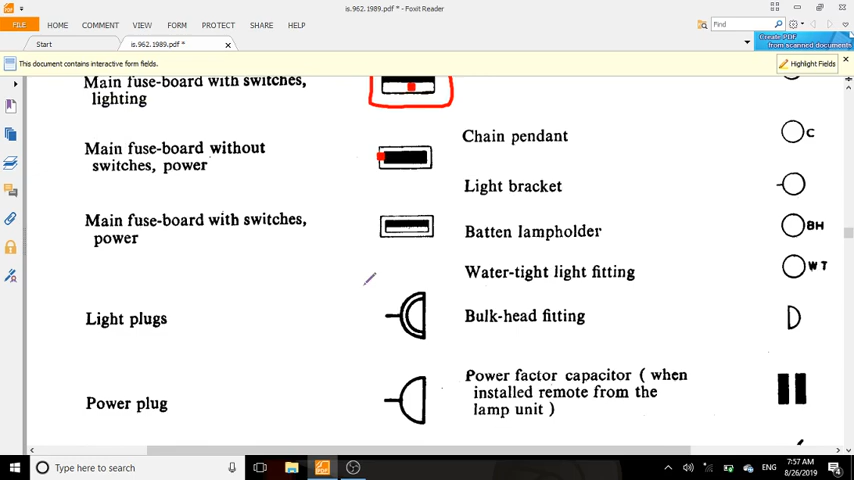 is.962.1989.pdf * - Foxit Reader
FILE HOME COMMENT VIEW FORM PROTECT SHARE HELP
Find
Start
is.962.1989.pdf *
Create PDF
from scanned documents
This document contains interactive form fields.
Highlight Fields
Main fuse-board with switches,
lighting
Main fuse-board without
switches, power
Main fuse-board with switches,
power
Light plugs
Power plug
Chain pendant
C
Light bracket
Batten lampholder
BH
Water-tight light fitting
WT
Bulk-head fitting
Power factor capacitor ( when
installed remote from the
lamp unit )
Type here to search
ENG
7:57 AM
8/26/2019
4